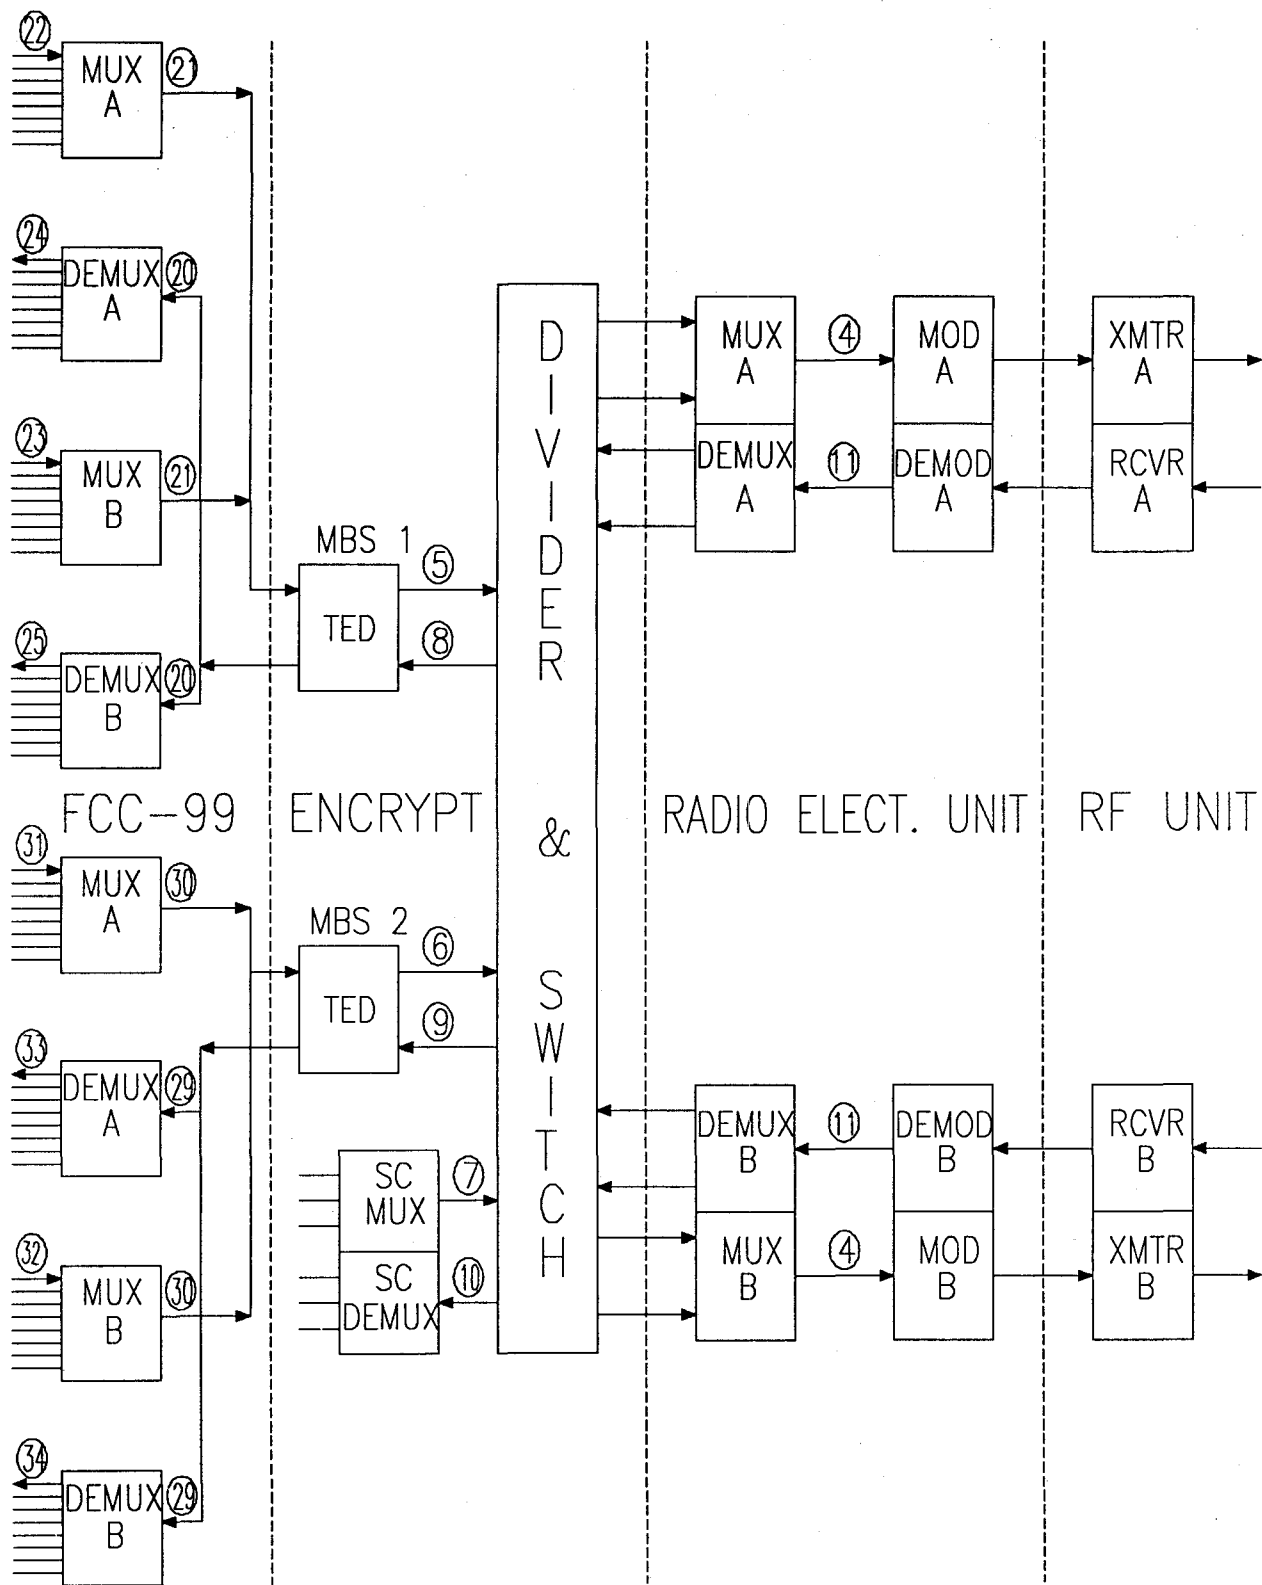 22
MUX
A
21
24
DEMUX
A
20
23
MUX
B
21
25
DEMUX
B
20
MBS 1
TED
5
8
DIVIDER
&
SWITCH
MUX
A
DEMUX
A
4
11
MOD
A
DEMOD
A
XMTR
A
RCVR
A
FCC-99
ENCRYPT
RADIO ELECT. UNIT
RF UNIT
31
MUX
A
30
33
DEMUX
A
29
32
MUX
B
30
34
DEMUX
B
29
MBS 2
TED
6
9
SC
MUX
7
SC
DEMUX
10
DEMUX
B
MUX
B
11
4
DEMOD
B
MOD
B
RCVR
B
XMTR
B